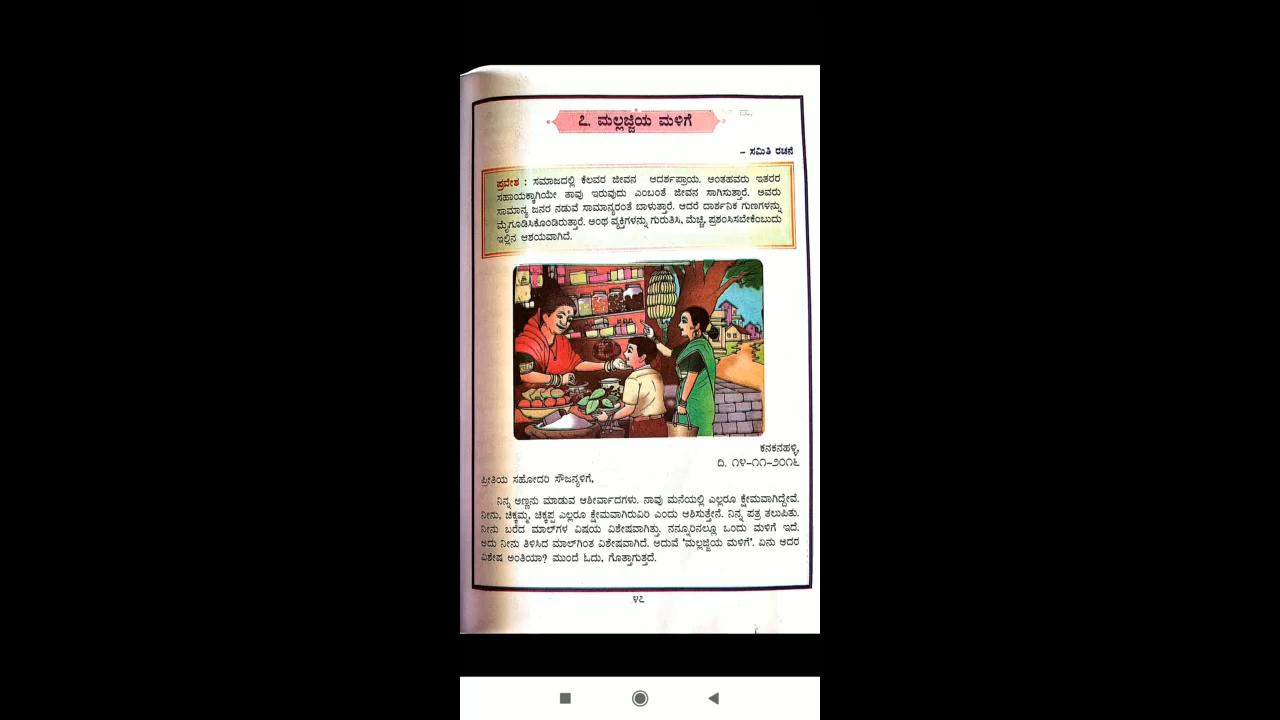 ೭. ಮಲ್ಲಜ್ಜಿಯ ಮಳಿಗೆ
– ಸಮಿತಿ ರಚನೆ
ಪ್ರವೇಶ : ಸಮಾಜದಲ್ಲಿ ಕೆಲವರ ಜೀವನ ಆದರ್ಶಪ್ರಾಯ. ಅಂತಹವರು ಇತರರ
ಸಹಾಯಕ್ಕಾಗಿಯೇ ತಾವು ಇರುವುದು ಎಂಬಂತೆ ಜೀವನ ಸಾಗಿಸುತ್ತಾರೆ. ಅವರು
ಸಾಮಾನ್ಯ ಜನರ ನಡುವೆ ಸಾಮಾನ್ಯರಂತೆ ಬಾಳುತ್ತಾರೆ. ಆದರೆ ದಾರ್ಶನಿಕ ಗುಣಗಳನ್ನು
ಮೈಗೂಡಿಸಿಕೊಂಡಿರುತ್ತಾರೆ. ಅಂಥ ವ್ಯಕ್ತಿಗಳನ್ನು ಗುರುತಿಸಿ, ಮೆಚ್ಚಿ, ಪ್ರಶಂಸಿಸಬೇಕೆಂಬುದು
ಇಲ್ಲಿನ ಆಶಯವಾಗಿದೆ.
ಕನಕನಹಳ್ಳಿ,
ದಿ. ೧೪–೧೧–೨೦೧೬
ಪ್ರೀತಿಯ ಸಹೋದರಿ ಸೌಜನ್ಯಳಿಗೆ,
ನಿನ್ನ ಅಣ್ಣನು ಮಾಡುವ ಆಶೀರ್ವಾದಗಳು. ನಾವು ಮನೆಯಲ್ಲಿ ಎಲ್ಲರೂ ಕ್ಷೇಮವಾಗಿದ್ದೇವೆ.
ನೀನು, ಚಿಕ್ಕಮ್ಮ, ಚಿಕ್ಕಪ್ಪ ಎಲ್ಲರೂ ಕ್ಷೇಮವಾಗಿರುವಿರಿ ಎಂದು ಆಶಿಸುತ್ತೇನೆ. ನಿನ್ನ ಪತ್ರ ತಲುಪಿತು.
ನೀನು ಬರೆದ ಮಾಲ್‌ಗಳ ವಿಷಯ ವಿಶೇಷವಾಗಿತ್ತು. ನನ್ನೂರಿನಲ್ಲೂ ಒಂದು ಮಳಿಗೆ ಇದೆ.
ಅದು ನೀನು ತಿಳಿಸಿದ ಮಾಲ್‌ಗಿಂತ ವಿಶೇಷವಾಗಿದೆ. ಅದುವೆ 'ಮಲ್ಲಜ್ಜಿಯ ಮಳಿಗೆ'. ಏನು ಅದರ
ವಿಶೇಷ ಅಂತಿಯಾ? ಮುಂದೆ ಓದು, ಗೊತ್ತಾಗುತ್ತದೆ.
೪೭